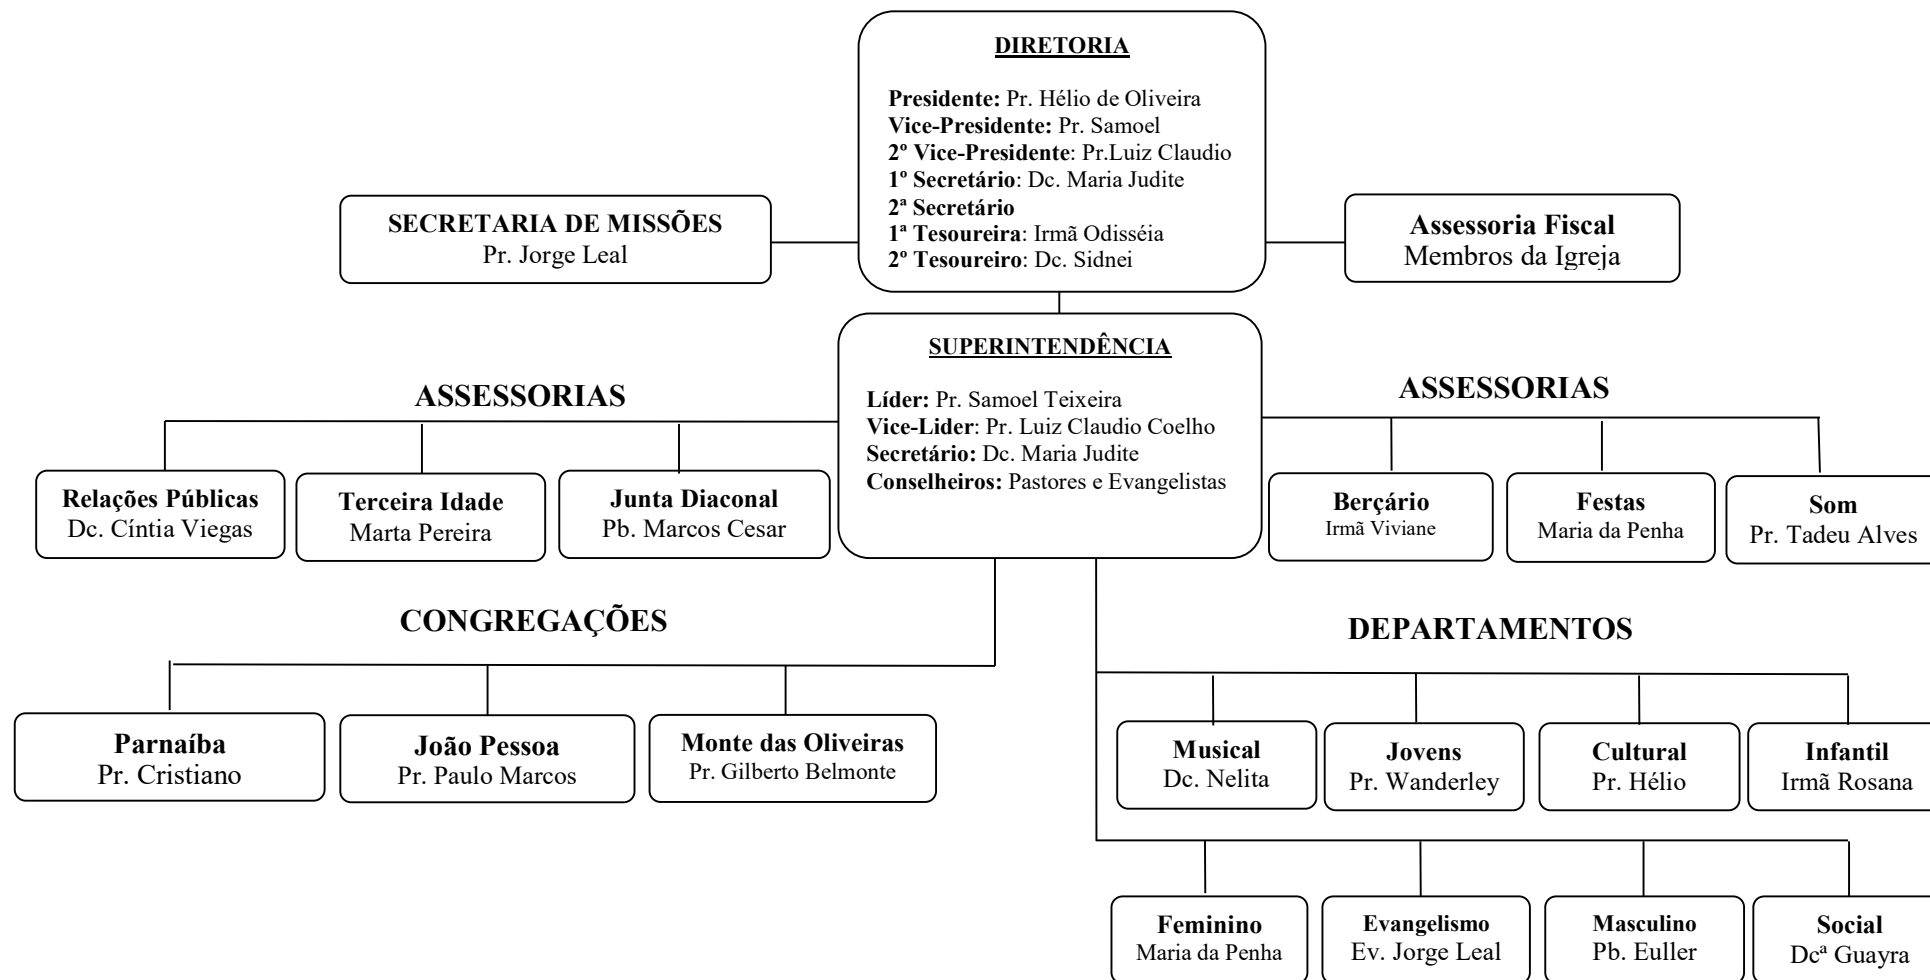 DIRETORIA
Presidente: Pr. Hélio de Oliveira
Vice-Presidente: Pr. Samoel
2º Vice-Presidente: Pr.Luiz Claudio
1º Secretário: Dc. Maria Judite
2ª Secretário
1ª Tesoureira: Irmã Odisséia
2º Tesoureiro: Dc. Sidnei
SECRETARIA DE MISSÕES
Pr. Jorge Leal
Assessoria Fiscal
Membros da Igreja
SUPERINTENDÊNCIA
Líder: Pr. Samoel Teixeira
Vice-Lider: Pr. Luiz Claudio Coelho
Secretário: Dc. Maria Judite
Conselheiros: Pastores e Evangelistas
ASSESSORIAS
Relações Públicas
Dc. Cíntia Viegas
Terceira Idade
Marta Pereira
Junta Diaconal
Pb. Marcos Cesar
ASSESSORIAS
Berçário
Irmã Viviane
Festas
Maria da Penha
Som
Pr. Tadeu Alves
CONGREGAÇÕES
Parnaíba
Pr. Cristiano
João Pessoa
Pr. Paulo Marcos
Monte das Oliveiras
Pr. Gilberto Belmonte
DEPARTAMENTOS
Musical
Dc. Nelita
Jovens
Pr. Wanderley
Cultural
Pr. Hélio
Infantil
Irmã Rosana
Feminino
Maria da Penha
Evangelismo
Ev. Jorge Leal
Masculino
Pb. Euller
Social
Dcª Guayra